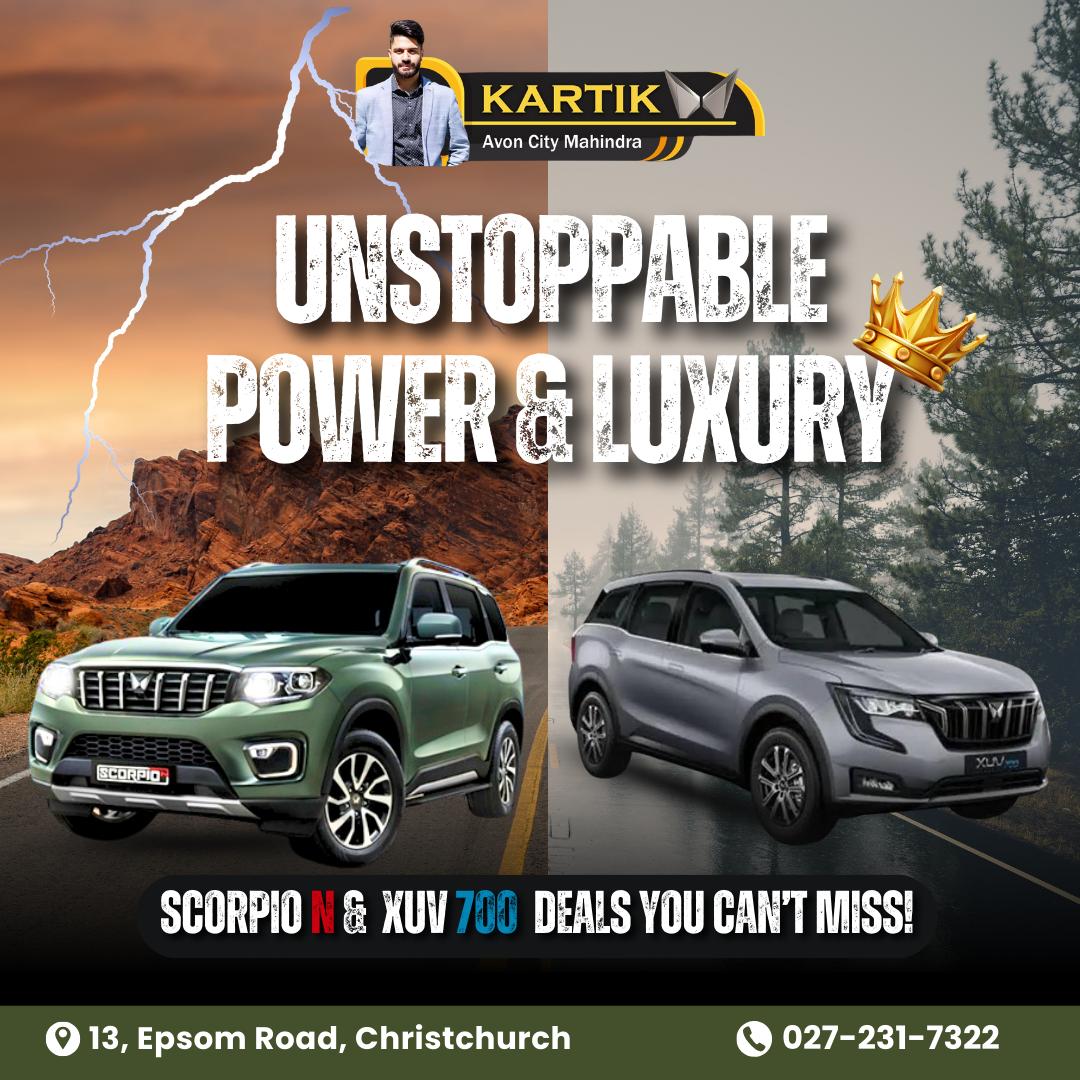 KARTIK
Avon City Mahindra
UNSTOPPABLE
POWER & LUXURY
SCORPIO N
SCORPIO N & XUV 700 DEALS YOU CAN'T MISS!
13, Epsom Road, Christchurch
027-231-7322